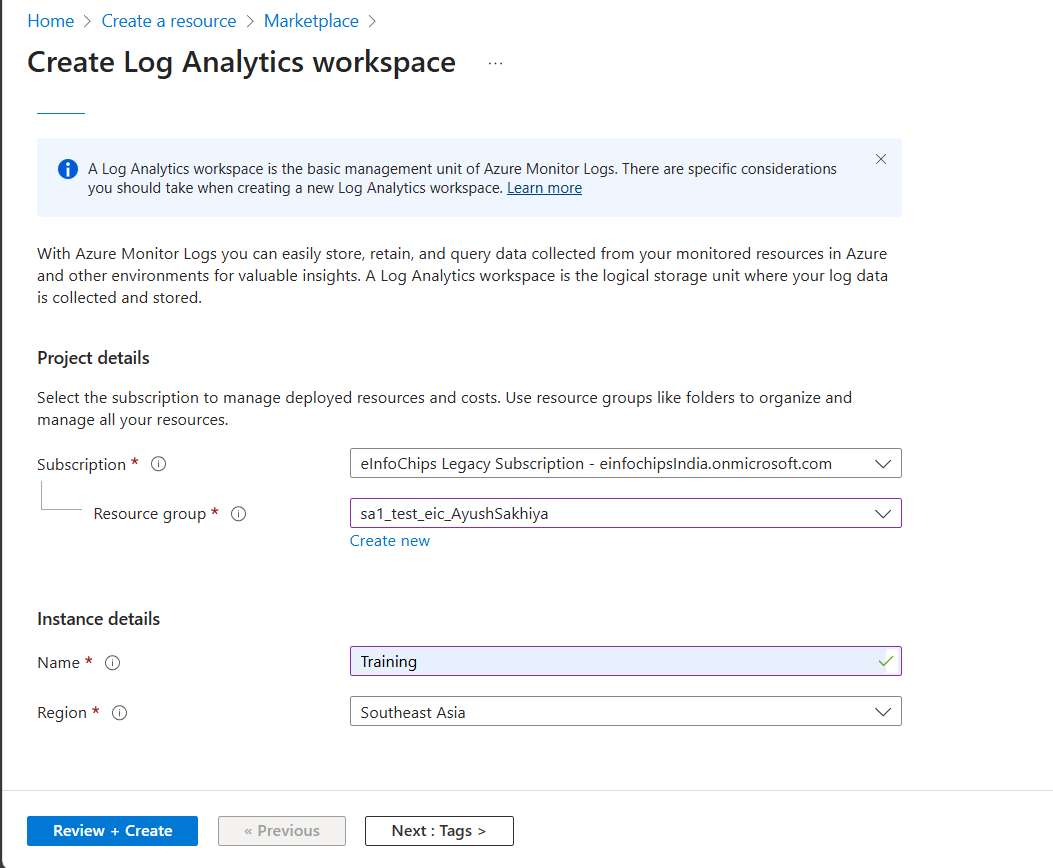 Home > Create a resource > Marketplace >
Create Log Analytics workspace ...
A Log Analytics workspace is the basic management unit of Azure Monitor Logs. There are specific considerations
you should take when creating a new Log Analytics workspace. Learn more
With Azure Monitor Logs you can easily store, retain, and query data collected from your monitored resources in Azure
and other environments for valuable insights. A Log Analytics workspace is the logical storage unit where your log data
is collected and stored.
Project details
Select the subscription to manage deployed resources and costs. Use resource groups like folders to organize and
manage all your resources.
Subscription * eInfoChips Legacy Subscription - einfochipsIndia.onmicrosoft.com
Resource group * sa1_test_eic_AyushSakhiya
Create new
Instance details
Name * Training
Region * Southeast Asia
Review + Create « Previous Next : Tags >